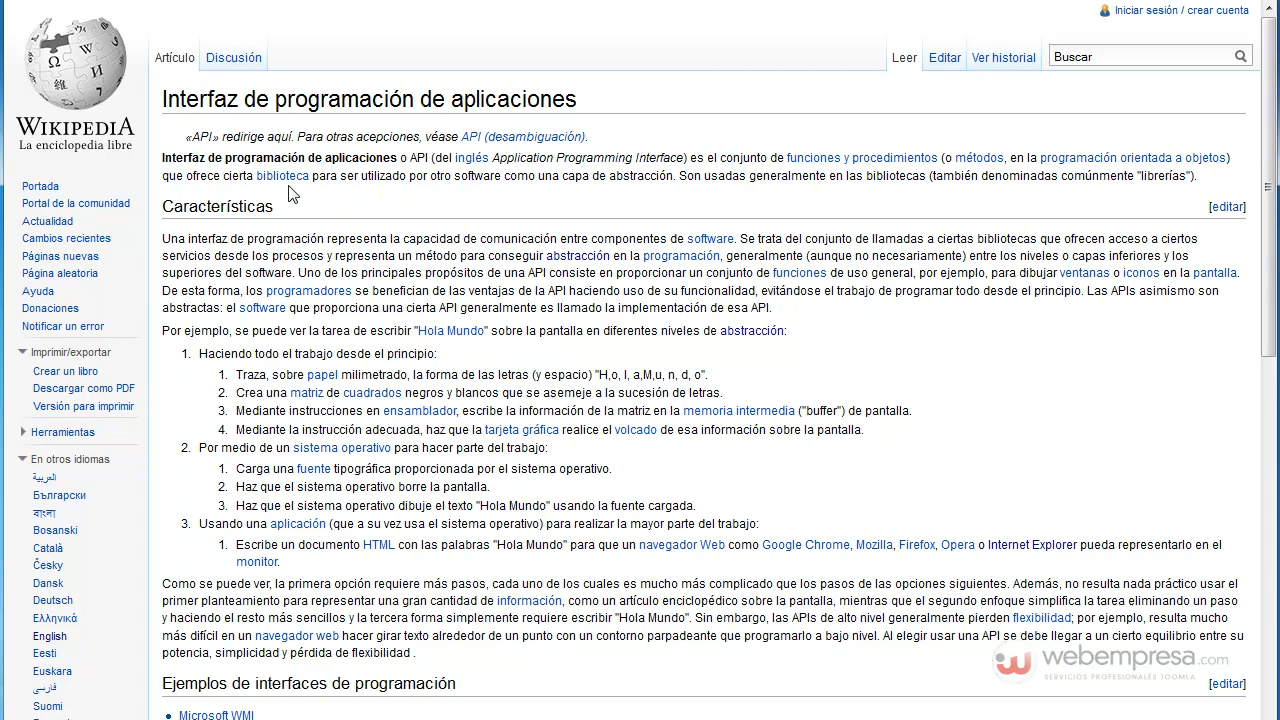 Iniciar sesión / crear cuenta
Artículo
Discusión
Leer
Editar
Ver historial
Buscar
WIKIPEDIA
La enciclopedia libre
Portada
Portal de la comunidad
Actualidad
Cambios recientes
Páginas nuevas
Página aleatoria
Ayuda
Donaciones
Notificar un error
Imprimir/exportar
Crear un libro
Descargar como PDF
Versión para imprimir
Herramientas
En otros idiomas
العربية
Български
বাংলা
Bosanski
Català
Česky
Dansk
Deutsch
Ελληνικά
English
Eesti
Euskara
فارسی
Suomi
Interfaz de programación de aplicaciones
«API» redirige aquí. Para otras acepciones, véase API (desambiguación).
Interfaz de programación de aplicaciones o API (del inglés Application Programming Interface) es el conjunto de funciones y procedimientos (o métodos, en la programación orientada a objetos)
que ofrece cierta biblioteca para ser utilizado por otro software como una capa de abstracción. Son usadas generalmente en las bibliotecas (también denominadas comúnmente "librerías").
Características
[editar]
Una interfaz de programación representa la capacidad de comunicación entre componentes de software. Se trata del conjunto de llamadas a ciertas bibliotecas que ofrecen acceso a ciertos
servicios desde los procesos y representa un método para conseguir abstracción en la programación, generalmente (aunque no necesariamente) entre los niveles o capas inferiores y los
superiores del software. Uno de los principales propósitos de una API consiste en proporcionar un conjunto de funciones de uso general, por ejemplo, para dibujar ventanas o iconos en la pantalla.
De esta forma, los programadores se benefician de las ventajas de la API haciendo uso de su funcionalidad, evitándose el trabajo de programar todo desde el principio. Las APIs asimismo son
abstractas: el software que proporciona una cierta API generalmente es llamado la implementación de esa API.
Por ejemplo, se puede ver la tarea de escribir "Hola Mundo" sobre la pantalla en diferentes niveles de abstracción:
1. Haciendo todo el trabajo desde el principio:
1. Traza, sobre papel milimetrado, la forma de las letras (y espacio) "H,o, l, a,M,u, n, d, o".
2. Crea una matriz de cuadrados negros y blancos que se asemeje a la sucesión de letras.
3. Mediante instrucciones en ensamblador, escribe la información de la matriz en la memoria intermedia ("buffer") de pantalla.
4. Mediante la instrucción adecuada, haz que la tarjeta gráfica realice el volcado de esa información sobre la pantalla.
2. Por medio de un sistema operativo para hacer parte del trabajo:
1. Carga una fuente tipográfica proporcionada por el sistema operativo.
2. Haz que el sistema operativo borre la pantalla.
3. Haz que el sistema operativo dibuje el texto "Hola Mundo" usando la fuente cargada.
3. Usando una aplicación (que a su vez usa el sistema operativo) para realizar la mayor parte del trabajo:
1. Escribe un documento HTML con las palabras "Hola Mundo" para que un navegador Web como Google Chrome, Mozilla, Firefox, Opera o Internet Explorer pueda representarlo en el
monitor.
Como se puede ver, la primera opción requiere más pasos, cada uno de los cuales es mucho más complicado que los pasos de las opciones siguientes. Además, no resulta nada práctico usar el
primer planteamiento para representar una gran cantidad de información, como un artículo enciclopédico sobre la pantalla, mientras que el segundo enfoque simplifica la tarea eliminando un paso
y haciendo el resto más sencillos y la tercera forma simplemente requiere escribir "Hola Mundo". Sin embargo, las APIs de alto nivel generalmente pierden flexibilidad; por ejemplo, resulta mucho
más difícil en un navegador web hacer girar texto alrededor de un punto con un contorno parpadeante que programarlo a bajo nivel. Al elegir usar una API se debe llegar a un cierto equilibrio entre su
potencia, simplicidad y pérdida de flexibilidad .
webempresa.com
SERVICIOS PROFESIONALES JOOMLA
Ejemplos de interfaces de programación
[editar]
Microsoft WMI